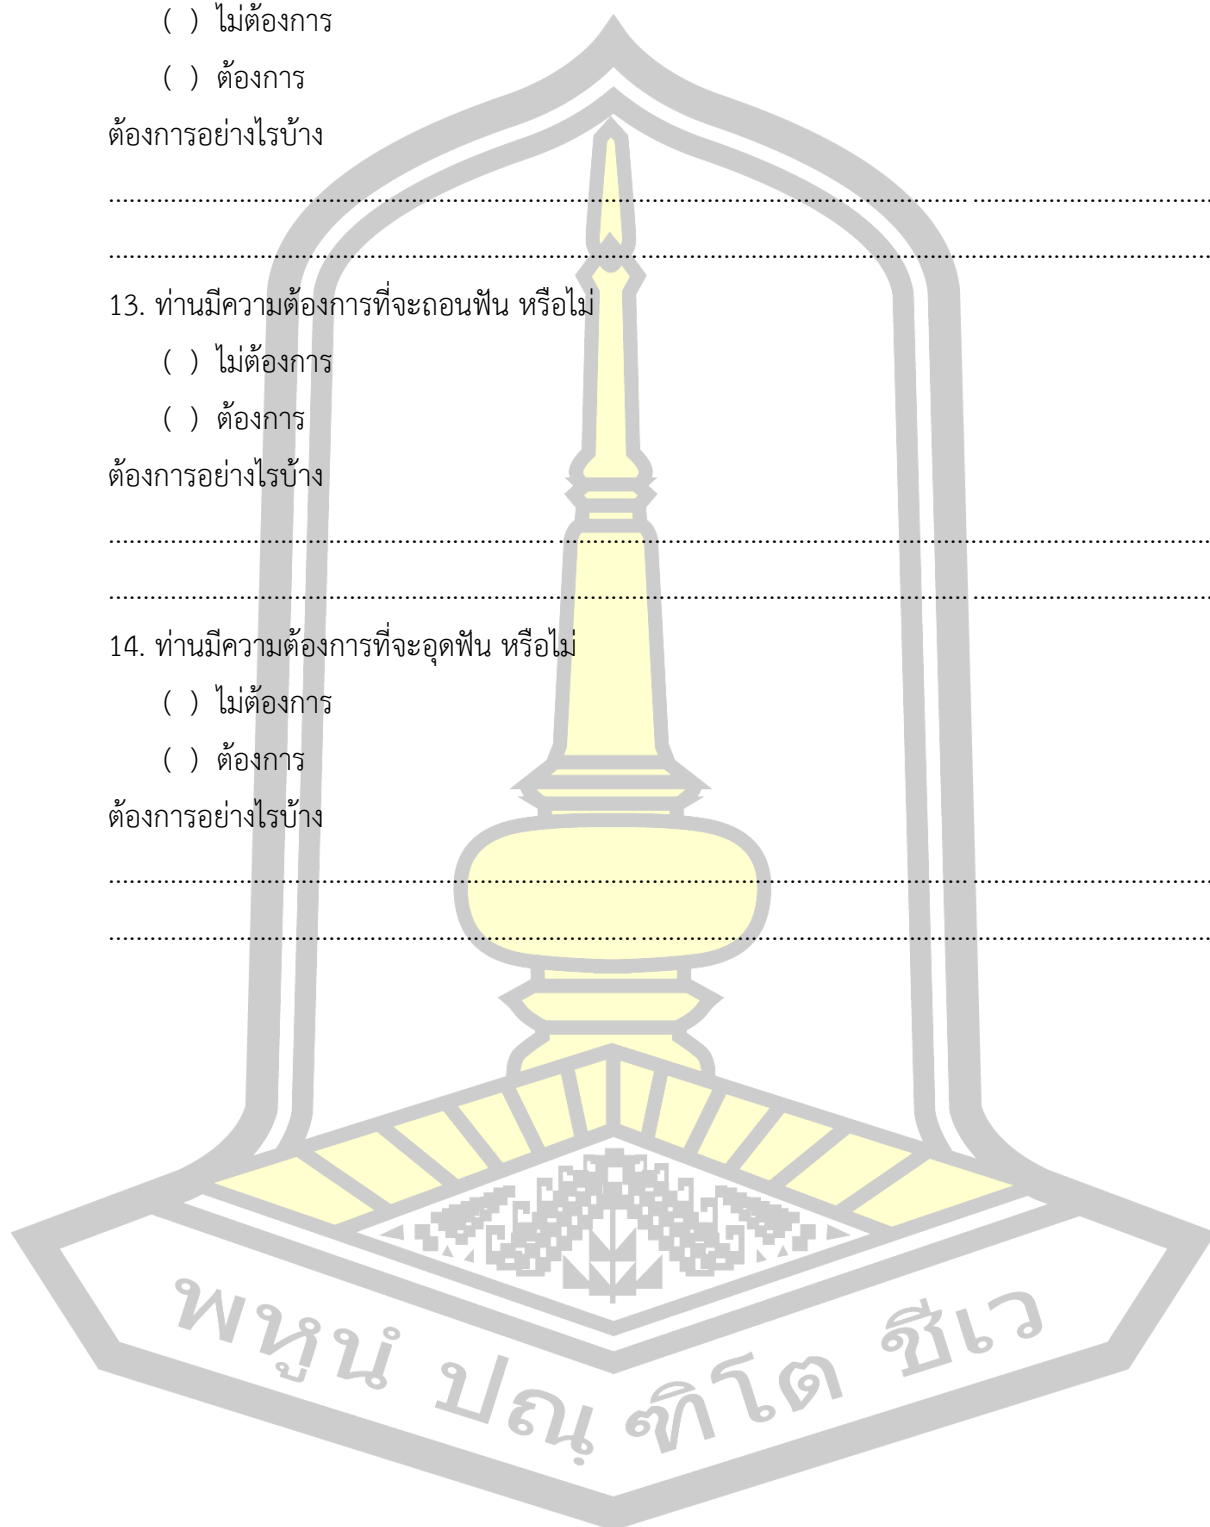 ( ) ไม่ต้องการ
( ) ต้องการ
ต้องการอย่างไรบ้าง
................................................................................................................................................................
................................................................................................................................................................
13. ท่านมีความต้องการที่จะถอนฟัน หรือไม่
( ) ไม่ต้องการ
( ) ต้องการ
ต้องการอย่างไรบ้าง
................................................................................................................................................................
................................................................................................................................................................
14. ท่านมีความต้องการที่จะอุดฟัน หรือไม่
( ) ไม่ต้องการ
( ) ต้องการ
ต้องการอย่างไรบ้าง
................................................................................................................................................................
................................................................................................................................................................
พหูนํ ปณฺฑิโต ชีเว